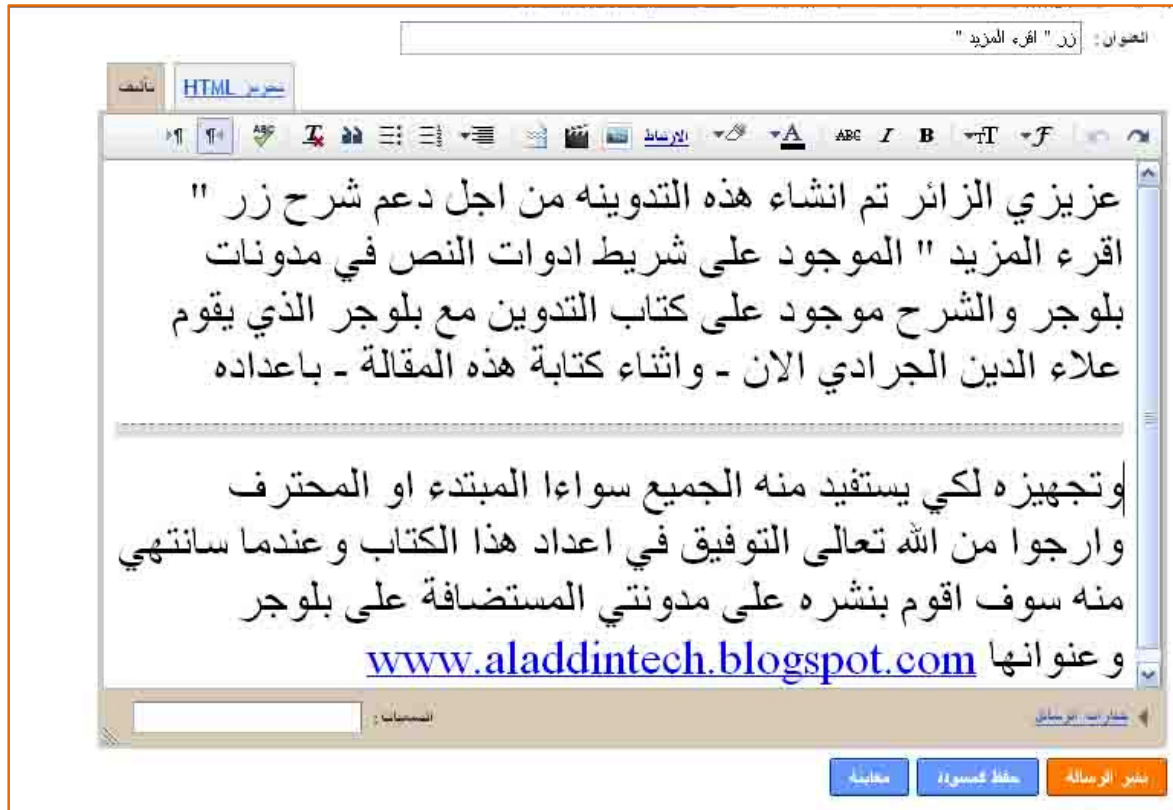 العنوان: زر " اقرء المزيد "
تحرير HTML تأليف
الارتباط ABC I B
عزيزي الزائر تم انشاء هذه التدوينه من اجل دعم شرح زر "
اقرء المزيد " الموجود على شريط ادوات النص في مدونات
بلوجر والشرح موجود على كتاب التدوين مع بلوجر الذي يقوم
علاء الدين الجرادي الان - واثناء كتابة هذه المقالة - باعداده
وتجهيزه لكي يستفيد منه الجميع سواءا المبتدء او المحترف
وارجوا من الله تعالى التوفيق في اعداد هذا الكتاب وعندما سانتهي
منه سوف اقوم بنشره على مدونتي المستضافة على بلوجر
وعنوانها www.aladdintech.blogspot.com
خيارات الرسائل التسميات:
نشر الرسالة حفظ كمسودة معاينة